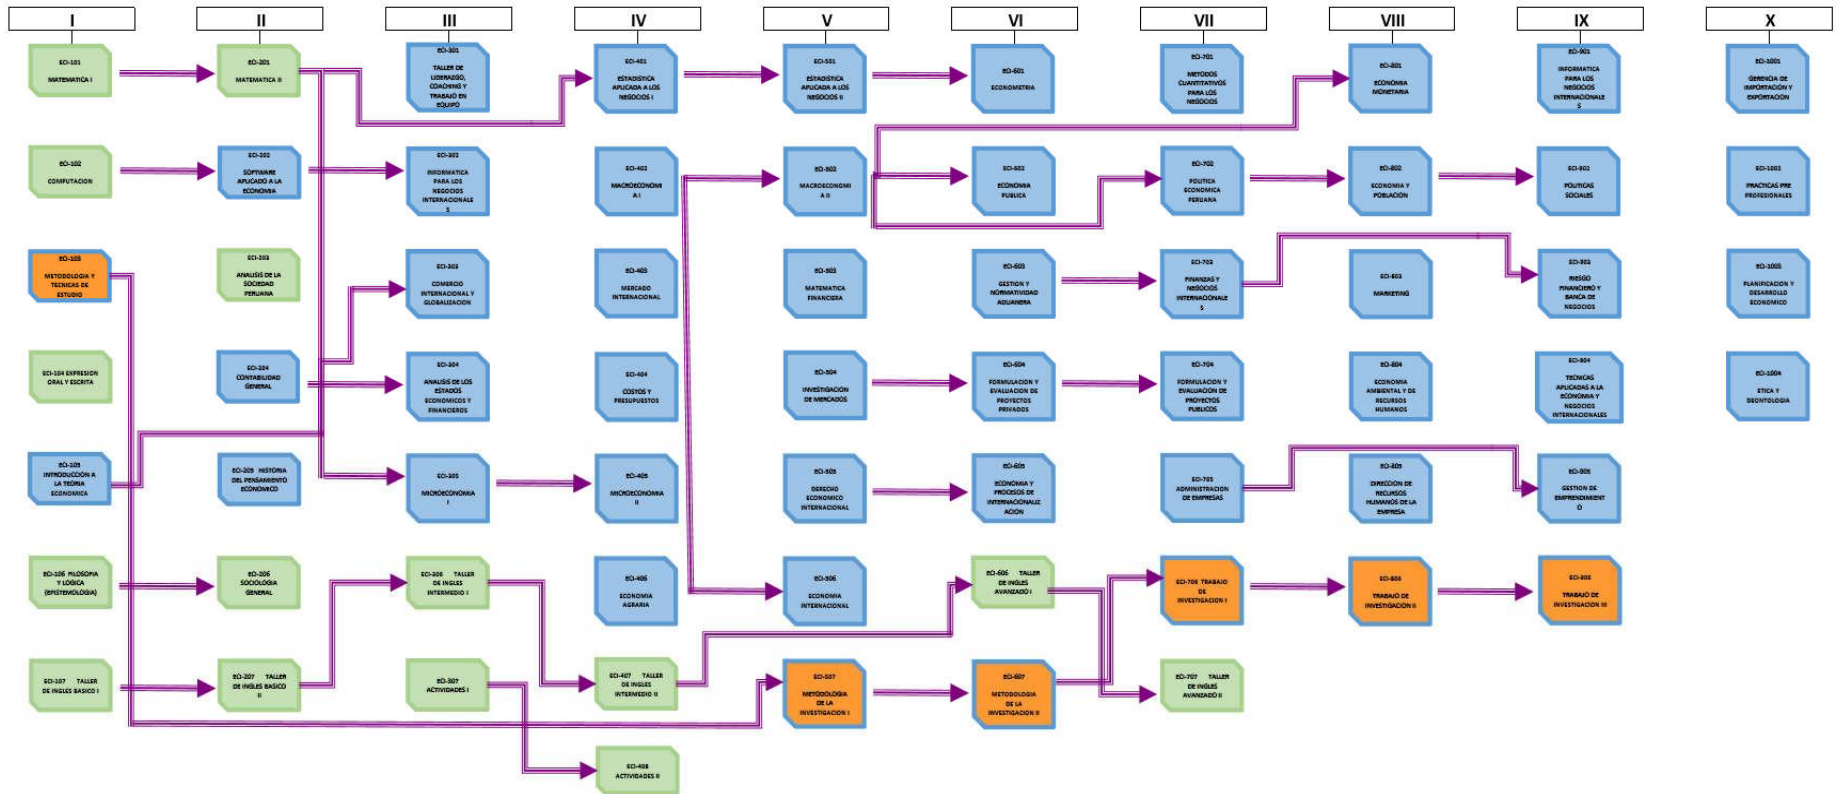 I
II
III
IV
V
VI
VII
VIII
IX
X
ECI-101
MATEMATICA I
ECI-201
MATEMATICA II
ECI-301
TALLER DE
LIDERAZGO,
COACHING Y
TRABAJO EN
EQUIPO
ECI-401
ESTADISTICA
APLICADA A LOS
NEGOCIOS I
ECI-501
ESTADISTICA
APLICADA A LOS
NEGOCIOS II
ECI-601
ECONOMETRIA
ECI-701
METODOS
CUANTITATIVOS
PARA LOS
NEGOCIOS
ECI-801
ECONOMIA
MONETARIA
ECI-901
INFORMATICA
PARA LOS
NEGOCIOS
INTERNACIONALE
S
ECI-1001
GERENCIA DE
IMPORTACION Y
EXPORTACION
ECI-102
COMPUTACION
ECI-202
SOFTWARE
APLICADO A LA
ECONOMIA
ECI-302
INFORMATICA
PARA LOS
NEGOCIOS
INTERNACIONALE
S
ECI-402
MACROECONOMI
A I
ECI-502
MACROECONOMI
A II
ECI-602
ECONOMIA
PUBLICA
ECI-702
POLITICA
ECONOMICA
PERUANA
ECI-802
ECONOMIA Y
POBLACION
ECI-902
POLITICAS
SOCIALES
ECI-1002
PRACTICAS PRE
PROFESIONALES
ECI-103
METODOLOGIA Y
TECNICAS DE
ESTUDIO
ECI-203
ANALISIS DE LA
SOCIEDAD
PERUANA
ECI-303
COMERCIO
INTERNACIONAL Y
GLOBALIZACION
ECI-403
MERCADO
INTERNACIONAL
ECI-503
MATEMATICA
FINANCIERA
ECI-603
GESTION Y
NORMATIVIDAD
ADUANERA
ECI-703
FINANZAS Y
NEGOCIOS
INTERNACIONALE
S
ECI-803
MARKETING
ECI-903
RIESGO
FINANCIERO Y
BANCA DE
NEGOCIOS
ECI-1003
PLANIFICACION Y
DESARROLLO
ECONOMICO
ECI-104 EXPRESION
ORAL Y ESCRITA
ECI-204
CONTABILIDAD
GENERAL
ECI-304
ANALISIS DE LOS
ESTADOS
ECONOMICOS Y
FINANCIEROS
ECI-404
COSTOS Y
PRESUPUESTOS
ECI-504
INVESTIGACION
DE MERCADOS
ECI-604
FORMULACION Y
EVALUACION DE
PROYECTOS
PRIVADOS
ECI-704
FORMULACION Y
EVALUACION DE
PROYECTOS
PUBLICOS
ECI-804
ECONOMIA
AMBIENTAL Y DE
RECURSOS
HUMANOS
ECI-904
TECNICAS
APLICADAS A LA
ECONOMIA Y
NEGOCIOS
INTERNACIONALES
ECI-1004
ETICA Y
DEONTOLOGIA
ECI-105
INTRODUCCIÓN A
LA TEORIA
ECONOMICA
ECI-205 HISTORIA
DEL PENSAMIENTO
ECONOMICO
ECI-305
MICROECONOMIA
I
ECI-405
MICROECONOMIA
II
ECI-505
DERECHO
ECONOMICO
INTERNACIONAL
ECI-605
ECONOMIA Y
PROCESOS DE
INTERNACIONALIZ
ACIÓN
ECI-705
ADMINISTRACION
DE EMPRESAS
ECI-805
DIRECCION DE
RECURSOS
HUMANOS DE LA
EMPRESA
ECI-905
GESTION DE
EMPRENDIMIENT
O
ECI-106 FILOSOFIA
Y LOGICA
(EPISTEMOLOGIA)
ECI-206
SOCIOLOGIA
GENERAL
ECI-306 TALLER
DE INGLES
INTERMEDIO I
ECI-406
ECONOMIA
AGRARIA
ECI-506
ECONOMIA
INTERNACIONAL
ECI-606 TALLER
DE INGLES
AVANZADO I
ECI-706 TRABAJO
DE
INVESTIGACION I
ECI-806
TRABAJO DE
INVESTIGACION II
ECI-906
TRABAJO DE
INVESTIGACION III
ECI-107 TALLER
DE INGLES BASICO I
ECI-207 TALLER
DE INGLES BASICO
II
ECI-307
ACTIVIDADES I
ECI-407 TALLER
DE INGLES
INTERMEDIO II
ECI-507
METODOLOGIA
DE LA
INVESTIGACION I
ECI-607
METODOLOGIA
DE LA
INVESTIGACION II
ECI-707 TALLER
DE INGLES
AVANZADO II
ECI-408
ACTIVIDADES II